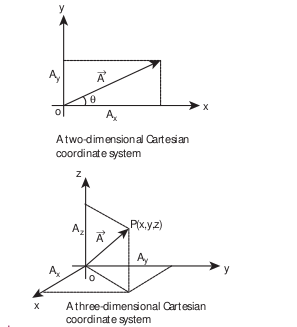 y
A_y
A⃗
θ
o
A_x
x
A two-dimensional Cartesian
coordinate system
z
P(x,y,z)
A_z
A⃗
A_y
A_x
o
y
x
A three-dimensional Cartesian
coordinate system